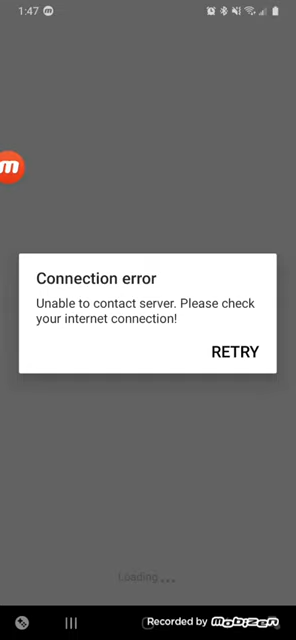 1:47
m
Connection error
Unable to contact server. Please check
your internet connection!
RETRY
Loading...
Recorded by mobizen